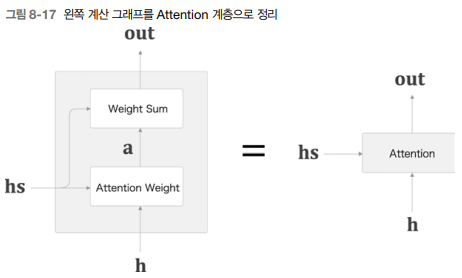 그림 8-17 왼쪽 계산 그래프를 Attention 계층으로 정리
out
Weight Sum
a
hs
Attention Weight
h
=
out
hs
Attention
h